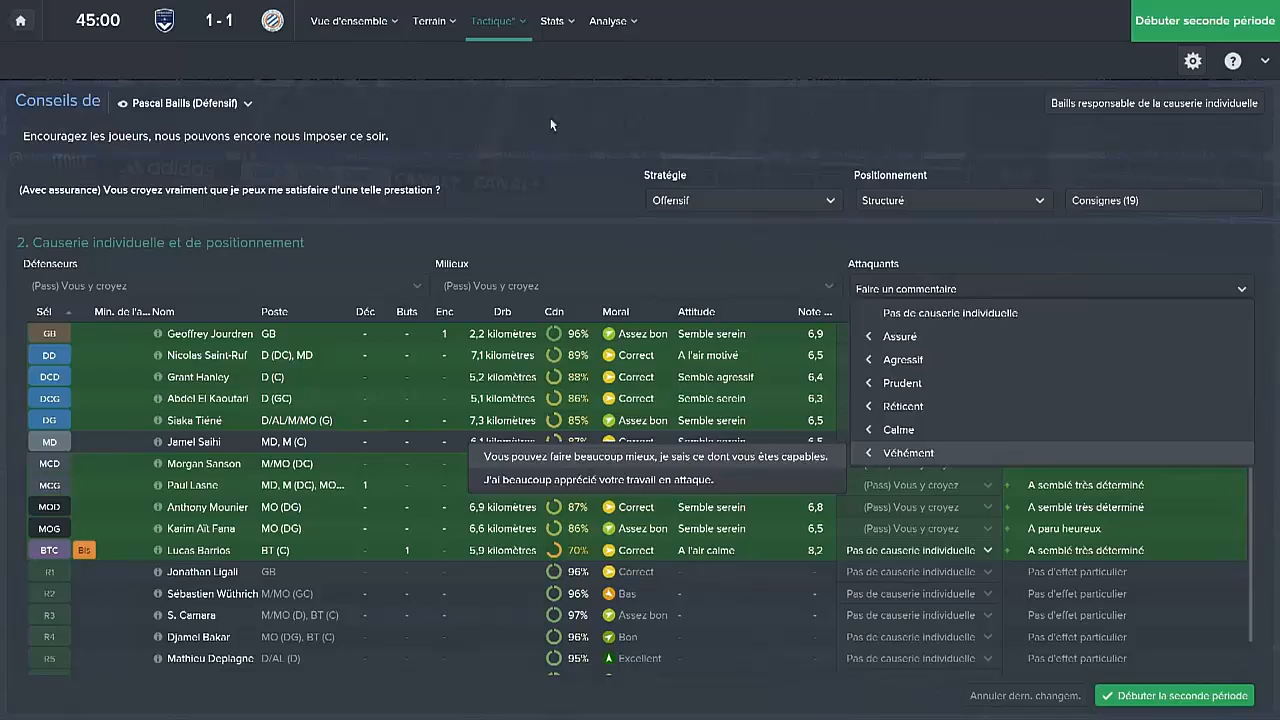 45:00 1 - 1 Vue d'ensemble Terrain Tactique* Stats Analyse Débuter seconde période
?
Conseils de Pascal Baills (Défensif) Baills responsable de la causerie individuelle
Encouragez les joueurs, nous pouvons encore nous imposer ce soir.
adidas
Stratégie Positionnement
(Avec assurance) Vous croyez vraiment que je peux me satisfaire d'une telle prestation ? Offensif Structuré Consignes (19)
2. Causerie individuelle et de positionnement
Défenseurs Milieux Attaquants
(Pass) Vous y croyez (Pass) Vous y croyez Faire un commentaire
Sél Min. de l'a... Nom Poste Déc Buts Enc Drb Cdn Moral Attitude Note ... Pas de causerie individuelle
GB Geoffrey Jourdren GB - - 1 2,2 kilomètres 96% Assez bon Semble serein 6,9 Assuré
DD Nicolas Saint-Ruf D (DC), MD - - - 7,1 kilomètres 89% Correct A l'air motivé 6,5 Agressif
DCD Grant Hanley D (C) - - - 5,2 kilomètres 88% Correct Semble agressif 6,4 Prudent
DCG Abdel El Kaoutari D (GC) - - - 5,1 kilomètres 86% Correct Semble serein 6,3 Réticent
DG Siaka Tiéné D/AL/M/MO (G) - - - 7,3 kilomètres 85% Assez bon Semble serein 6,5 Calme
MD Jamel Saihi MD, M (C) - - - 6,1 kilomètres 87% Correct Semble serein 6,5 Véhément
Vous pouvez faire beaucoup mieux, je sais ce dont vous êtes capables.
MCD Morgan Sanson M/MO (DC)
J'ai beaucoup apprécié votre travail en attaque.
MCG Paul Lasne MD, M (DC), MO... 1 (Pass) Vous y croyez A semblé très déterminé
MOD Anthony Mounier MO (DG) - - - 6,9 kilomètres 87% Correct Semble serein 6,8 (Pass) Vous y croyez A semblé très déterminé
MOG Karim Aït Fana MO (DG) - - - 6,6 kilomètres 86% Assez bon Semble serein 6,5 (Pass) Vous y croyez A paru heureux
BTC Bis Lucas Barrios BT (C) - 1 - 5,9 kilomètres 70% Correct A l'air calme 8,2 Pas de causerie individuelle A semblé très déterminé
R1 Jonathan Ligali GB - - - 96% Correct - - Pas de causerie individuelle Pas d'effet particulier
R2 Sébastien Wüthrich M/MO (GC) - - - 96% Bas - - Pas de causerie individuelle Pas d'effet particulier
R3 S. Camara M/MO (D), BT (C) - - - 97% Assez bon - - Pas de causerie individuelle Pas d'effet particulier
R4 Djamel Bakar MO (DG), BT (C) - - - 96% Bon - - Pas de causerie individuelle Pas d'effet particulier
R5 Mathieu Deplagne D/AL (D) - - - 95% Excellent - - Pas de causerie individuelle Pas d'effet particulier
Annuler dern. changem. Débuter la seconde période